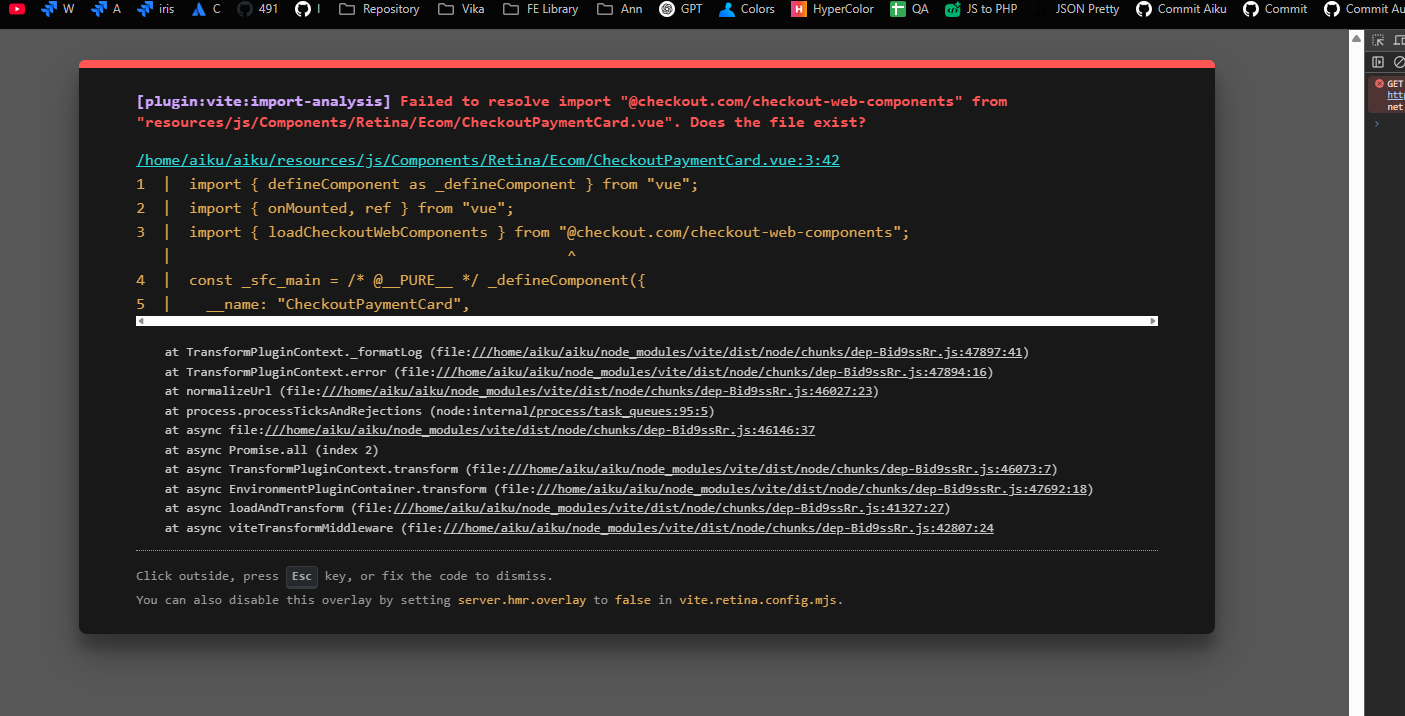 W A iris C 491 I Repository Vika FE Library Ann GPT Colors HyperColor QA JS to PHP JSON Pretty Commit Aiku Commit Commit Au
GET
net
[plugin:vite:import-analysis] Failed to resolve import "@checkout.com/checkout-web-components" from
"resources/js/Components/Retina/Ecom/CheckoutPaymentCard.vue". Does the file exist?
/home/aiku/aiku/resources/js/Components/Retina/Ecom/CheckoutPaymentCard.vue:3:42
1 | import { defineComponent as _defineComponent } from "vue";
2 | import { onMounted, ref } from "vue";
3 | import { loadCheckoutWebComponents } from "@checkout.com/checkout-web-components";
| ^
4 | const _sfc_main = /* @__PURE__ */ _defineComponent({
5 | __name: "CheckoutPaymentCard",
at TransformPluginContext._formatLog (file:///home/aiku/aiku/node_modules/vite/dist/node/chunks/dep-Bid9ssRr.js:47897:41)
at TransformPluginContext.error (file:///home/aiku/aiku/node_modules/vite/dist/node/chunks/dep-Bid9ssRr.js:47894:16)
at normalizeUrl (file:///home/aiku/aiku/node_modules/vite/dist/node/chunks/dep-Bid9ssRr.js:46027:23)
at process.processTicksAndRejections (node:internal/process/task_queues:95:5)
at async file:///home/aiku/aiku/node_modules/vite/dist/node/chunks/dep-Bid9ssRr.js:46146:37
at async Promise.all (index 2)
at async TransformPluginContext.transform (file:///home/aiku/aiku/node_modules/vite/dist/node/chunks/dep-Bid9ssRr.js:46073:7)
at async EnvironmentPluginContainer.transform (file:///home/aiku/aiku/node_modules/vite/dist/node/chunks/dep-Bid9ssRr.js:47692:18)
at async loadAndTransform (file:///home/aiku/aiku/node_modules/vite/dist/node/chunks/dep-Bid9ssRr.js:41327:27)
at async viteTransformMiddleware (file:///home/aiku/aiku/node_modules/vite/dist/node/chunks/dep-Bid9ssRr.js:42807:24
Click outside, press Esc key, or fix the code to dismiss.
You can also disable this overlay by setting server.hmr.overlay to false in vite.retina.config.mjs.